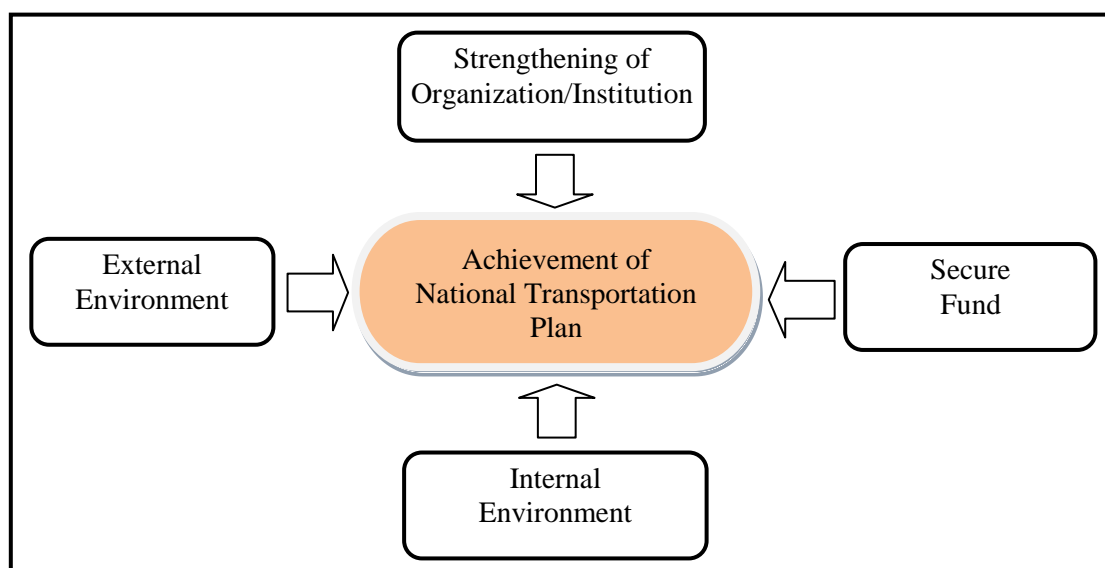 Strengthening of
Organization/Institution
External
Environment
Achievement of
National Transportation
Plan
Secure
Fund
Internal
Environment